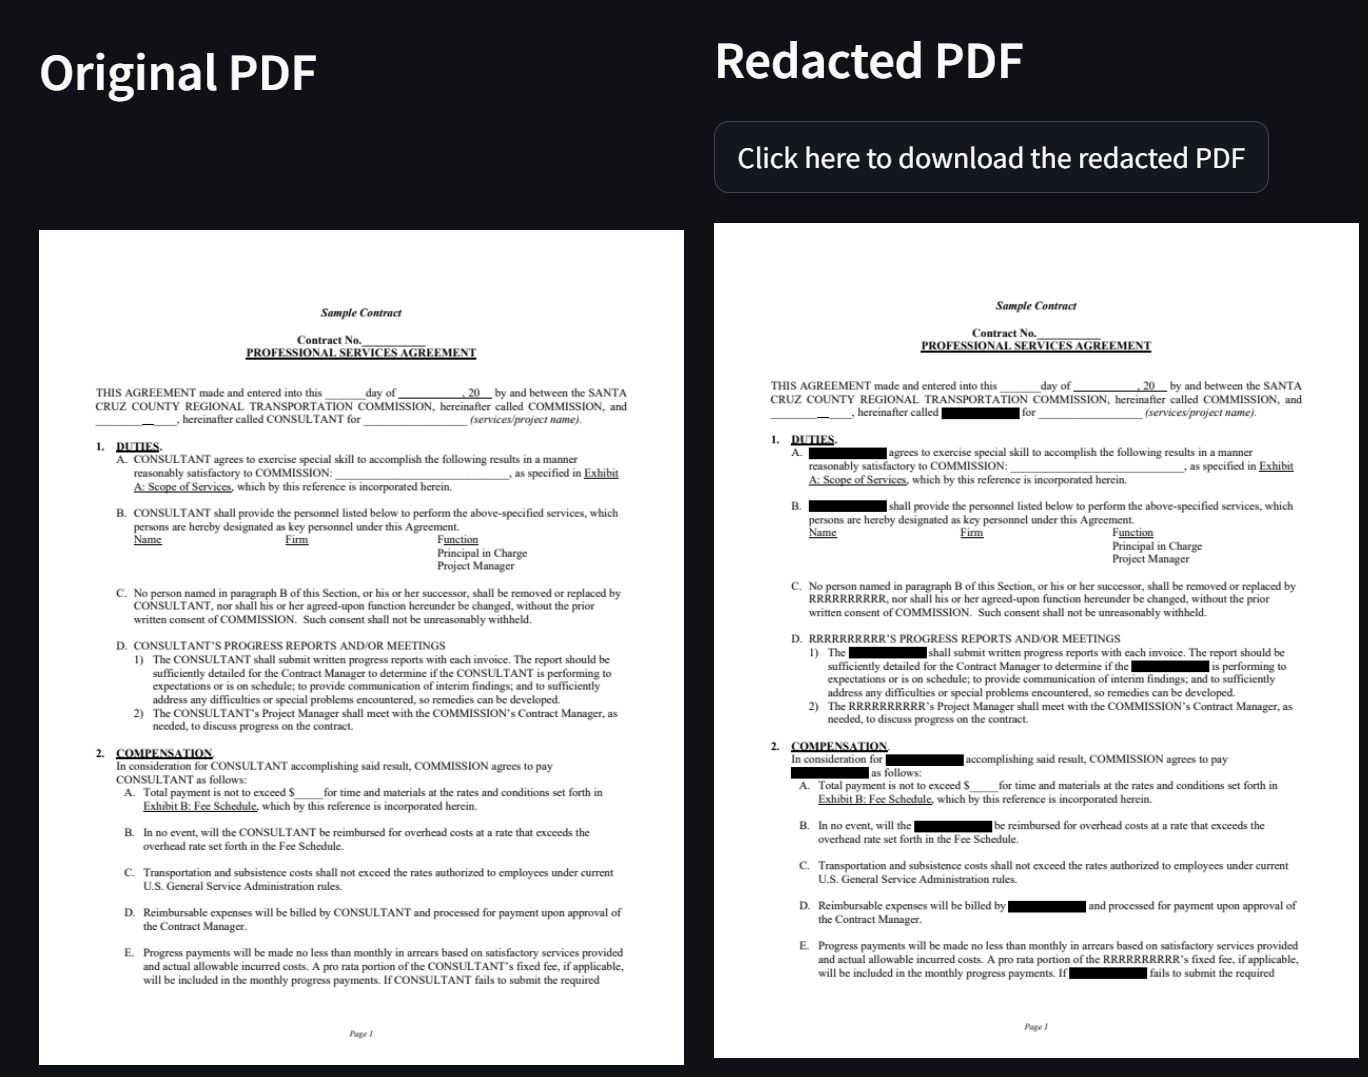 Original PDF
Sample Contract
Contract No.___________
PROFESSIONAL SERVICES AGREEMENT
THIS AGREEMENT made and entered into this _______day of ___________, 20__ by and between the SANTA
CRUZ COUNTY REGIONAL TRANSPORTATION COMMISSION, hereinafter called COMMISSION, and
______________, hereinafter called CONSULTANT for __________________ (services/project name).
1. DUTIES.
A. CONSULTANT agrees to exercise special skill to accomplish the following results in a manner
reasonably satisfactory to COMMISSION: ______________________________, as specified in Exhibit
A: Scope of Services, which by this reference is incorporated herein.
B. CONSULTANT shall provide the personnel listed below to perform the above-specified services, which
persons are hereby designated as key personnel under this Agreement.
Name Firm Function
Principal in Charge
Project Manager
C. No person named in paragraph B of this Section, or his or her successor, shall be removed or replaced by
CONSULTANT, nor shall his or her agreed-upon function hereunder be changed, without the prior
written consent of COMMISSION. Such consent shall not be unreasonably withheld.
D. CONSULTANT’S PROGRESS REPORTS AND/OR MEETINGS
1) The CONSULTANT shall submit written progress reports with each invoice. The report should be
sufficiently detailed for the Contract Manager to determine if the CONSULTANT is performing to
expectations or is on schedule; to provide communication of interim findings; and to sufficiently
address any difficulties or special problems encountered, so remedies can be developed.
2) The CONSULTANT’s Project Manager shall meet with the COMMISSION’s Contract Manager, as
needed, to discuss progress on the contract.
2. COMPENSATION.
In consideration for CONSULTANT accomplishing said result, COMMISSION agrees to pay
CONSULTANT as follows:
A. Total payment is not to exceed $_____for time and materials at the rates and conditions set forth in
Exhibit B: Fee Schedule, which by this reference is incorporated herein.
B. In no event, will the CONSULTANT be reimbursed for overhead costs at a rate that exceeds the
overhead rate set forth in the Fee Schedule.
C. Transportation and subsistence costs shall not exceed the rates authorized to employees under current
U.S. General Service Administration rules.
D. Reimbursable expenses will be billed by CONSULTANT and processed for payment upon approval of
the Contract Manager.
E. Progress payments will be made no less than monthly in arrears based on satisfactory services provided
and actual allowable incurred costs. A pro rata portion of the CONSULTANT’s fixed fee, if applicable,
will be included in the monthly progress payments. If CONSULTANT fails to submit the required
Page 1
Redacted PDF
Click here to download the redacted PDF
Sample Contract
Contract No.___________
PROFESSIONAL SERVICES AGREEMENT
THIS AGREEMENT made and entered into this _______day of ___________, 20__ by and between the SANTA
CRUZ COUNTY REGIONAL TRANSPORTATION COMMISSION, hereinafter called COMMISSION, and
______________, hereinafter called for __________________ (services/project name).
1. DUTIES.
A. agrees to exercise special skill to accomplish the following results in a manner
reasonably satisfactory to COMMISSION: ______________________________, as specified in Exhibit
A: Scope of Services, which by this reference is incorporated herein.
B. shall provide the personnel listed below to perform the above-specified services, which
persons are hereby designated as key personnel under this Agreement.
Name Firm Function
Principal in Charge
Project Manager
C. No person named in paragraph B of this Section, or his or her successor, shall be removed or replaced by
RRRRRRRRRR, nor shall his or her agreed-upon function hereunder be changed, without the prior
written consent of COMMISSION. Such consent shall not be unreasonably withheld.
D. RRRRRRRRRR’S PROGRESS REPORTS AND/OR MEETINGS
1) The shall submit written progress reports with each invoice. The report should be
sufficiently detailed for the Contract Manager to determine if the is performing to
expectations or is on schedule; to provide communication of interim findings; and to sufficiently
address any difficulties or special problems encountered, so remedies can be developed.
2) The RRRRRRRRRR’s Project Manager shall meet with the COMMISSION’s Contract Manager, as
needed, to discuss progress on the contract.
2. COMPENSATION.
In consideration for accomplishing said result, COMMISSION agrees to pay
as follows:
A. Total payment is not to exceed $_____for time and materials at the rates and conditions set forth in
Exhibit B: Fee Schedule, which by this reference is incorporated herein.
B. In no event, will the be reimbursed for overhead costs at a rate that exceeds the
overhead rate set forth in the Fee Schedule.
C. Transportation and subsistence costs shall not exceed the rates authorized to employees under current
U.S. General Service Administration rules.
D. Reimbursable expenses will be billed by and processed for payment upon approval of
the Contract Manager.
E. Progress payments will be made no less than monthly in arrears based on satisfactory services provided
and actual allowable incurred costs. A pro rata portion of the RRRRRRRRRR’s fixed fee, if applicable,
will be included in the monthly progress payments. If fails to submit the required
Page 1